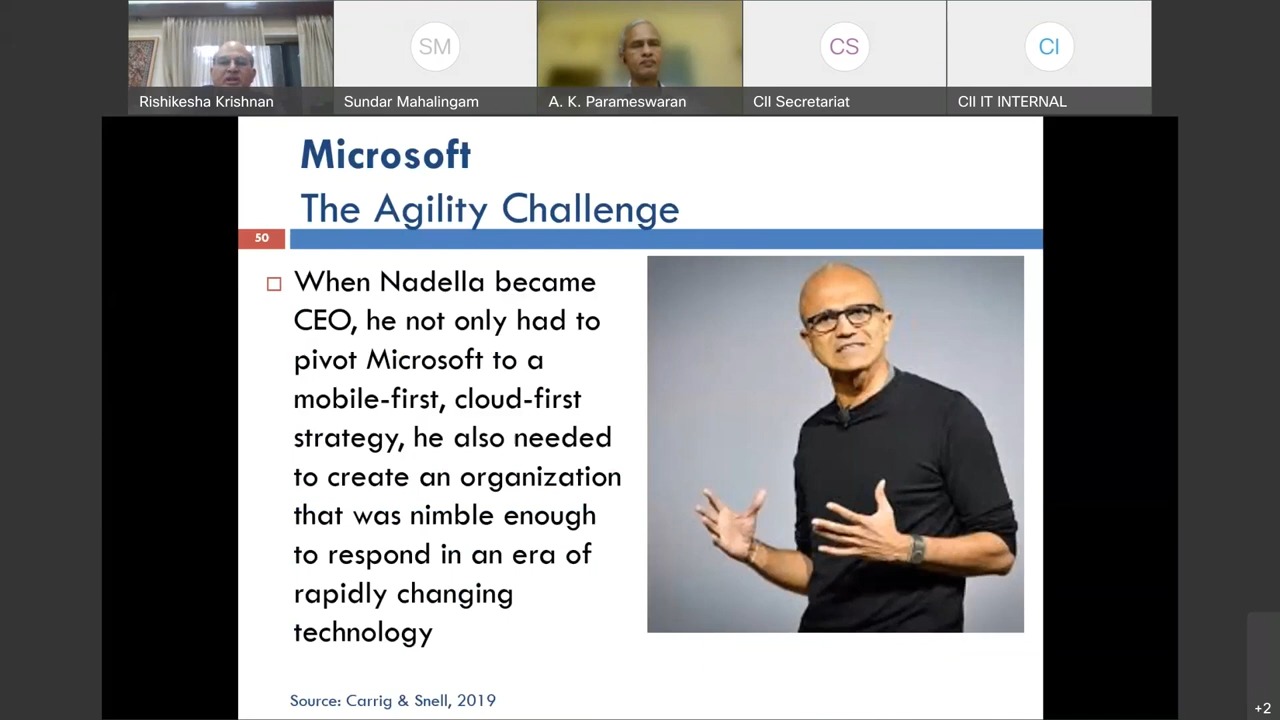 SM
CS
CI
Rishikesha Krishnan
Sundar Mahalingam
A. K. Parameswaran
CII Secretariat
CII IT INTERNAL
Microsoft
The Agility Challenge
50
When Nadella became
CEO, he not only had to
pivot Microsoft to a
mobile-first, cloud-first
strategy, he also needed
to create an organization
that was nimble enough
to respond in an era of
rapidly changing
technology
Source: Carrig & Snell, 2019
+2